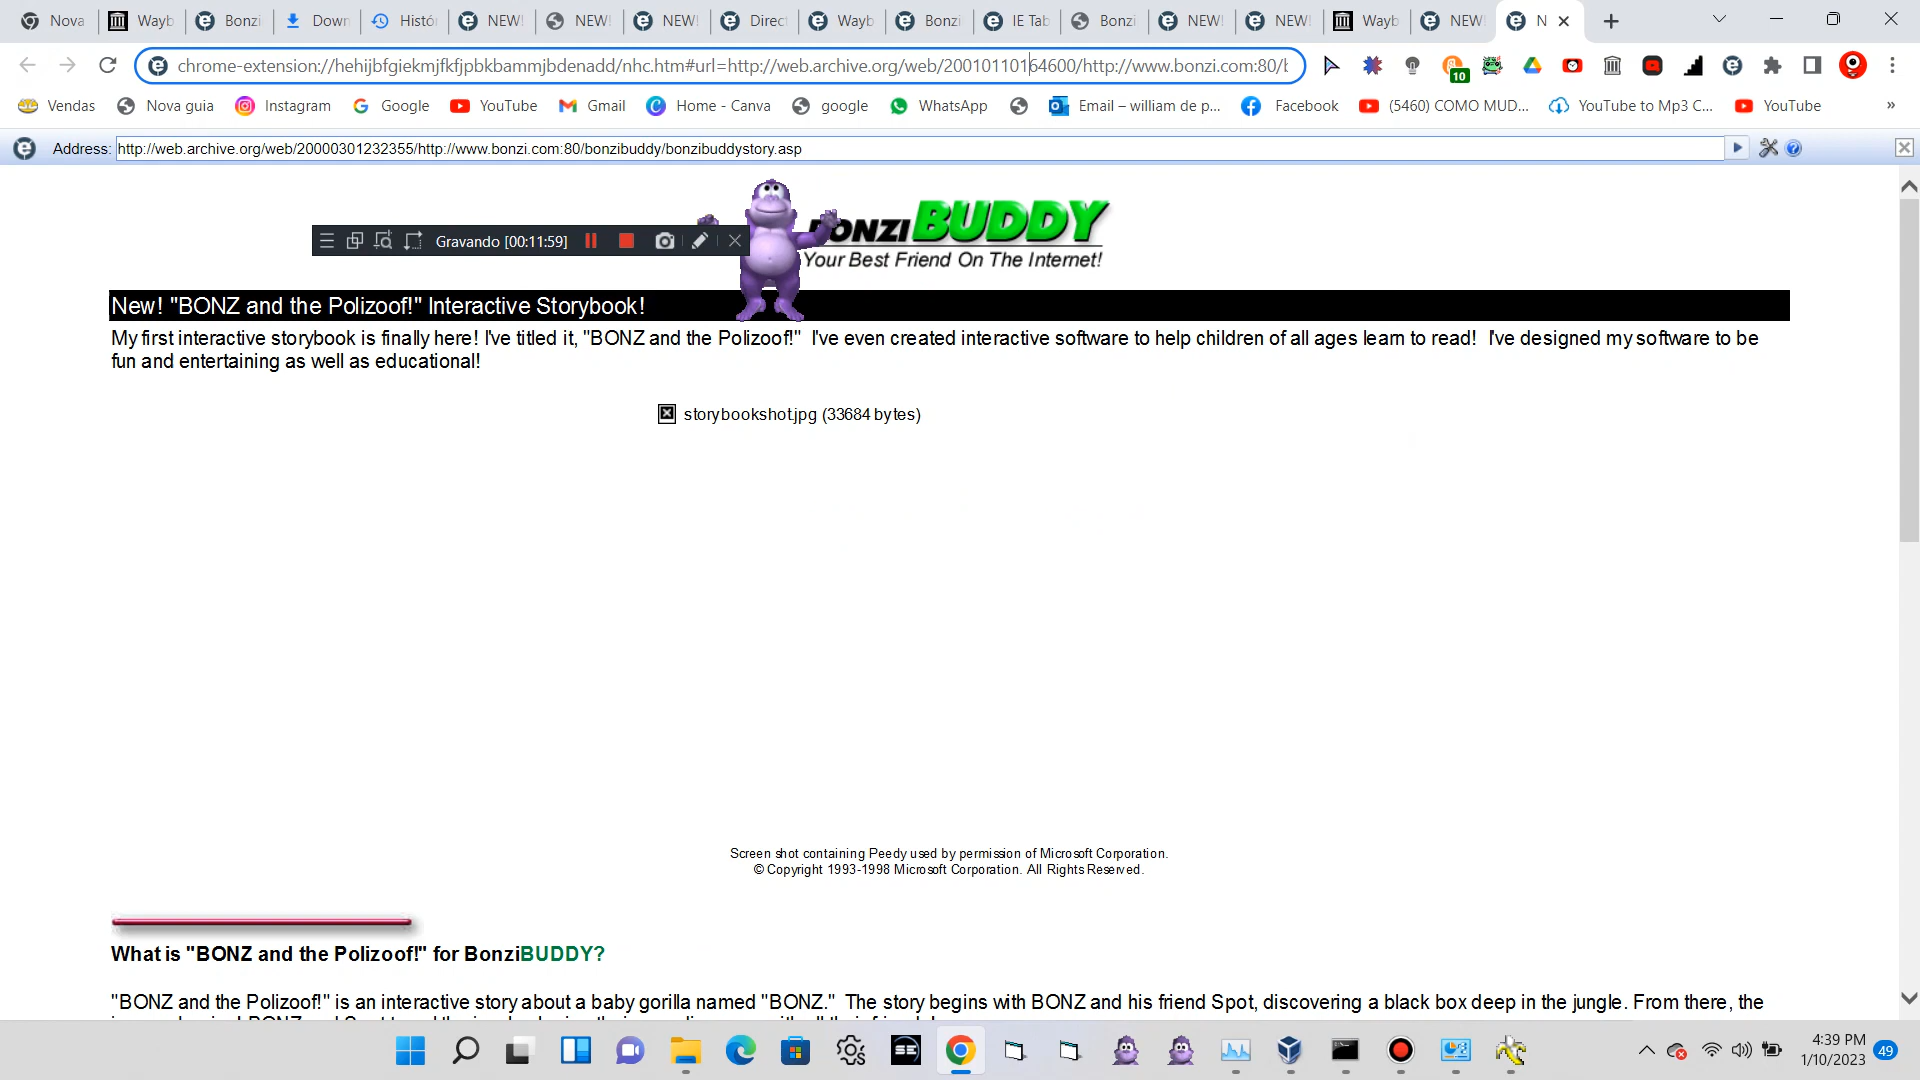 Nova
Wayb
Bonzi
Down
Histór
NEW!
NEW!
NEW!
Direct
Wayb
Bonzi
IE Tab
Bonzi
NEW!
NEW!
Wayb
NEW!
N
chrome-extension://hehijbfgiekmjfkfjpbkbammjbdenadd/nhc.htm#url=http://web.archive.org/web/20010110164600/http://www.bonzi.com:80/b
10
Vendas
Nova guia
Instagram
Google
YouTube
Gmail
Home - Canva
google
WhatsApp
Email – william de p...
Facebook
(5460) COMO MUD...
YouTube to Mp3 C...
YouTube
»
Address: http://web.archive.org/web/20000301232355/http://www.bonzi.com:80/bonzibuddy/bonzibuddystory.asp
Gravando [00:11:59]
BONZIBUDDY
Your Best Friend On The Internet!
New! "BONZ and the Polizoof!" Interactive Storybook!
My first interactive storybook is finally here! I've titled it, "BONZ and the Polizoof!"  I've even created interactive software to help children of all ages learn to read!  I've designed my software to be
fun and entertaining as well as educational!
storybookshot.jpg (33684 bytes)
Screen shot containing Peedy used by permission of Microsoft Corporation.
© Copyright 1993-1998 Microsoft Corporation. All Rights Reserved.
What is "BONZ and the Polizoof!" for BonziBUDDY?
"BONZ and the Polizoof!" is an interactive story about a baby gorilla named "BONZ."  The story begins with BONZ and his friend Spot, discovering a black box deep in the jungle. From there, the
SE
4:39 PM
1/10/2023
49